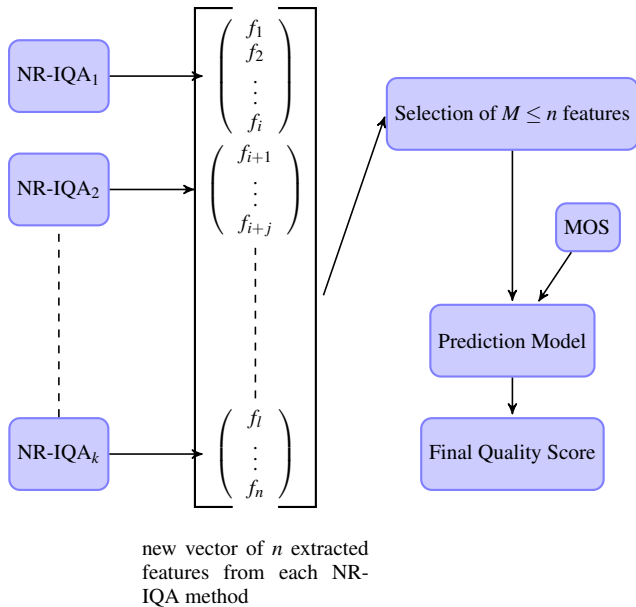 NR-IQA₁
f₁
f₂
⋮
fᵢ
Selection of M ≤ n features
NR-IQA₂
fᵢ₊₁
⋮
fᵢ₊ⱼ
MOS
Prediction Model
NR-IQAₖ
fₗ
⋮
fₙ
Final Quality Score
new vector of n extracted
features from each NR-
IQA method